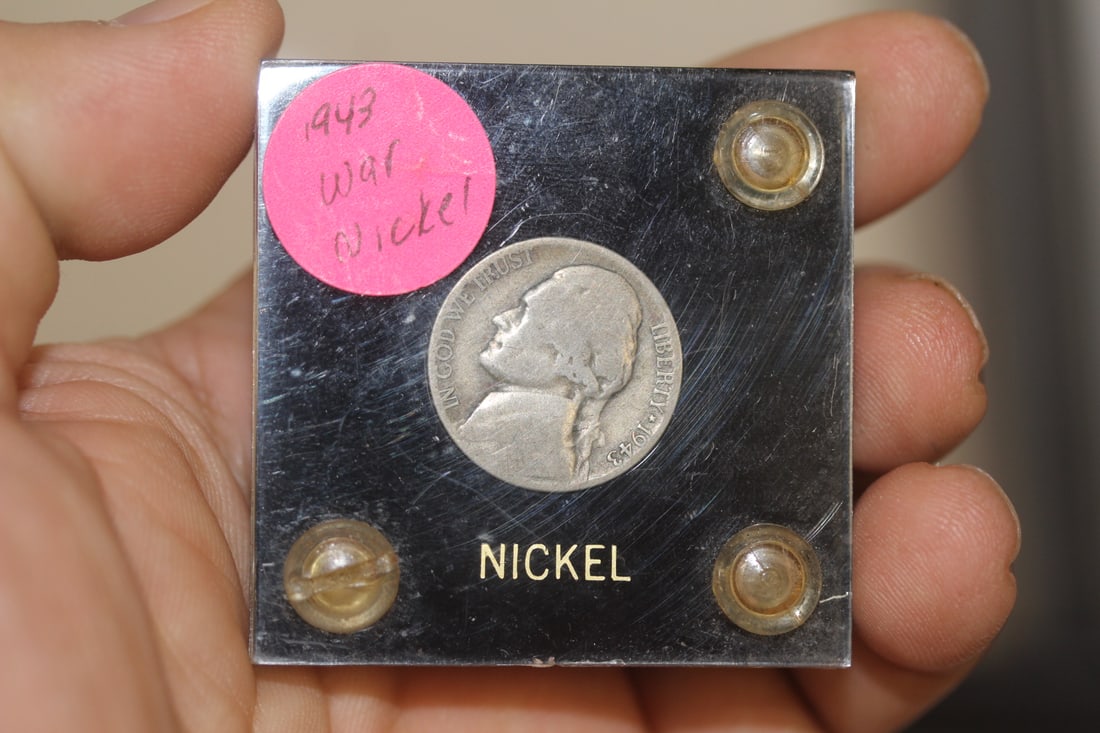 1943
War
Nickel
IN GOD WE TRUST
LIBERTY ★ 1943
NICKEL